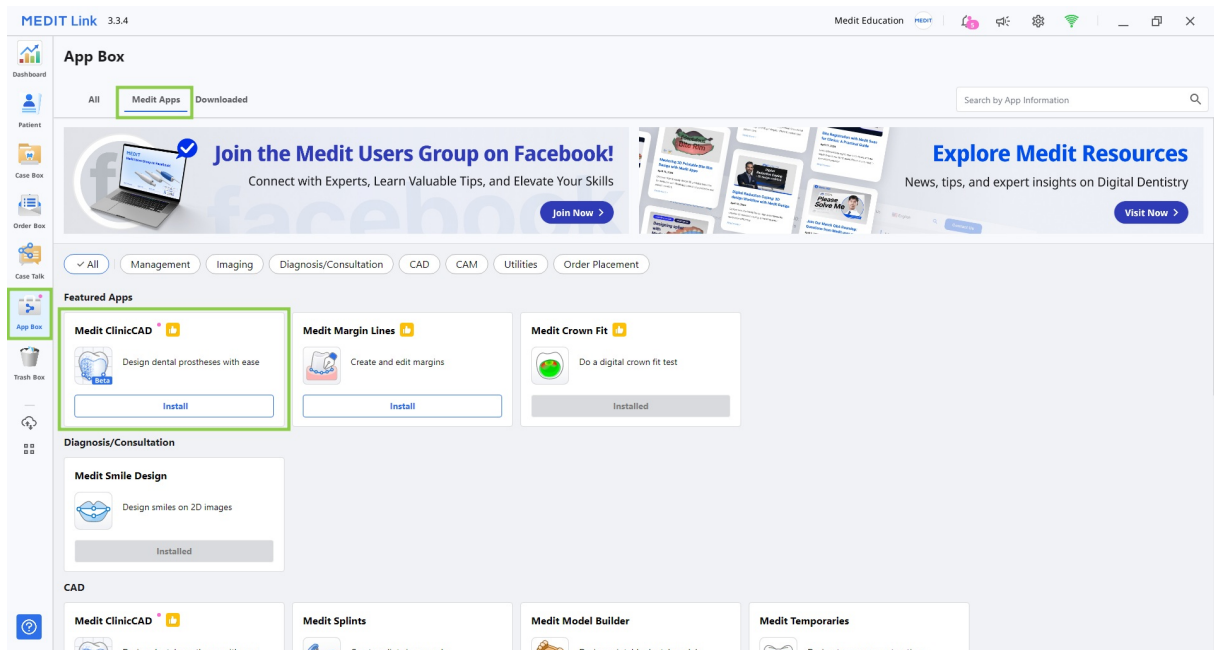 MEDIT Link 3.3.4
Medit Education
MEDIT
5
Dashboard
Patient
Case Box
Order Box
Case Talk
App Box
Trash Box
App Box
All
Medit Apps
Downloaded
Search by App Information
Join the Medit Users Group on Facebook!
Connect with Experts, Learn Valuable Tips, and Elevate Your Skills
Join Now >
Explore Medit Resources
News, tips, and expert insights on Digital Dentistry
Visit Now >
All
Management
Imaging
Diagnosis/Consultation
CAD
CAM
Utilities
Order Placement
Featured Apps
Medit ClinicCAD
Design dental prostheses with ease
Beta
Install
Medit Margin Lines
Create and edit margins
Install
Medit Crown Fit
Do a digital crown fit test
Installed
Diagnosis/Consultation
Medit Smile Design
Design smiles on 2D images
Installed
CAD
Medit ClinicCAD
Medit Splints
Medit Model Builder
Medit Temporaries